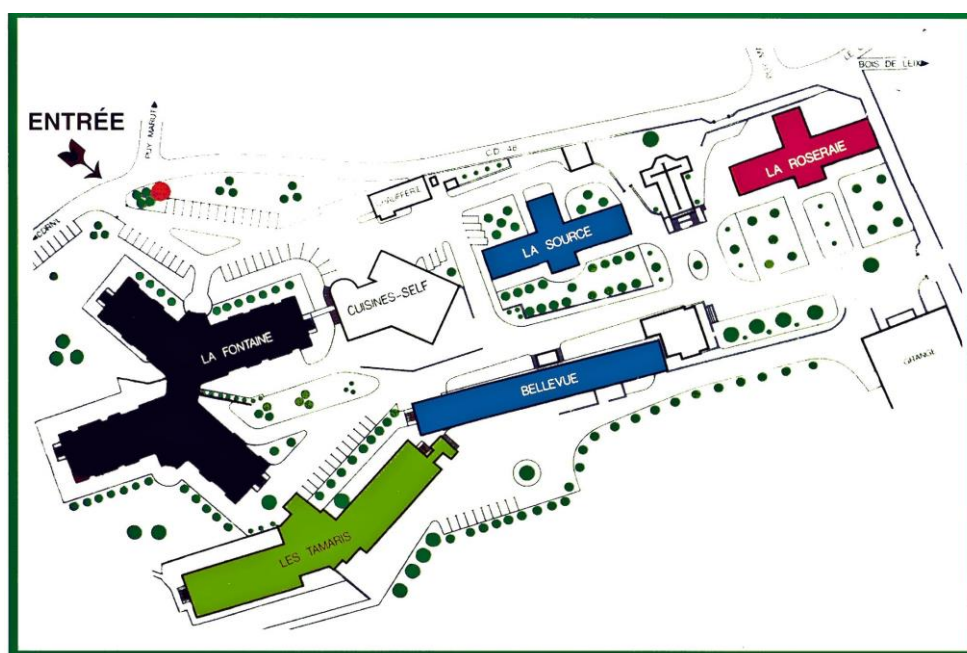 ENTRÉE
PUY MARUT
BOIS DE LEIX
C.D. 48
LA ROSERAIE
LA SOURCE
CUISINES-SELF
LA FONTAINE
BELLEVUE
GRANGE
LES TAMARIS